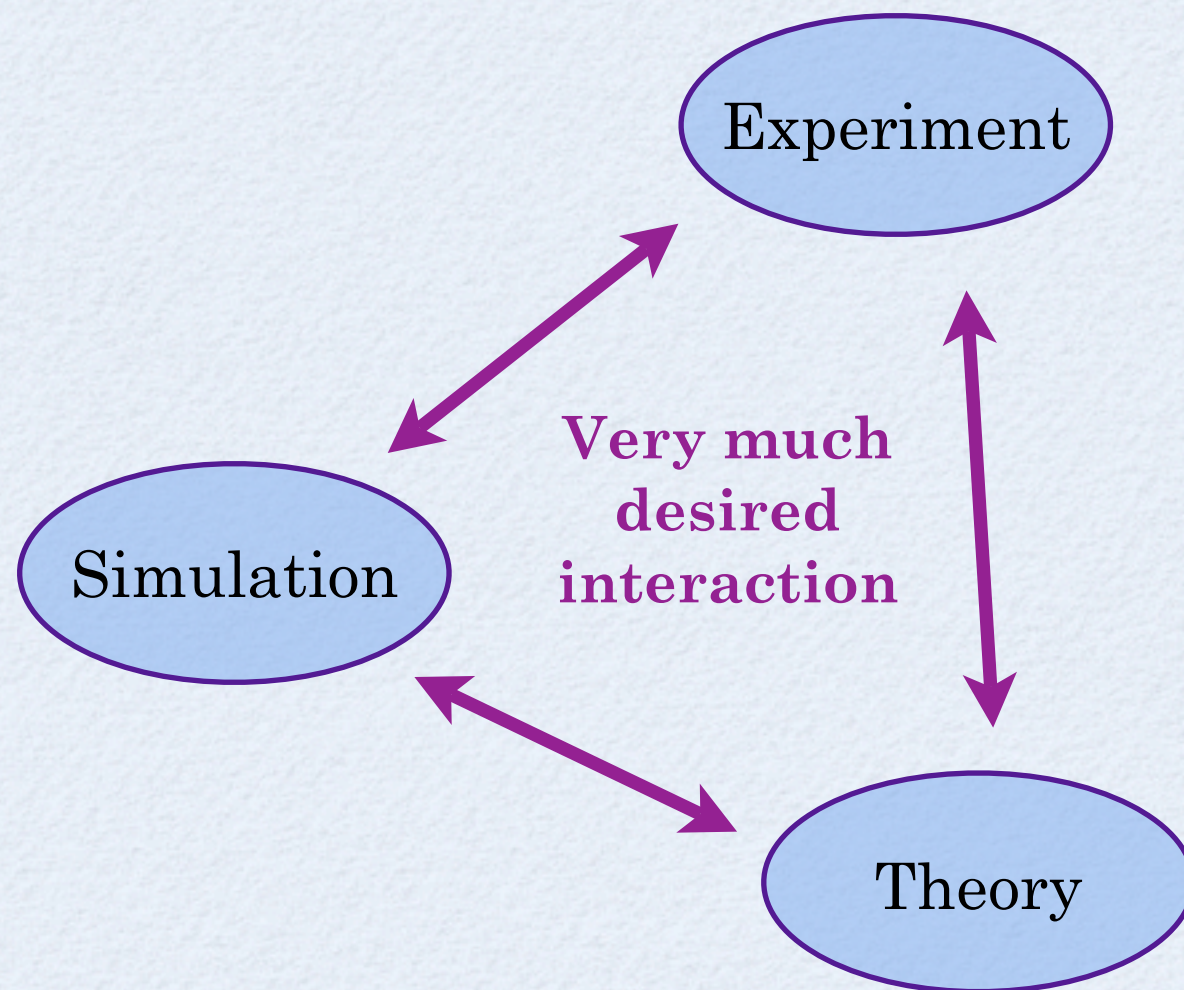 Experiment
Very much
desired
interaction
Simulation
Theory